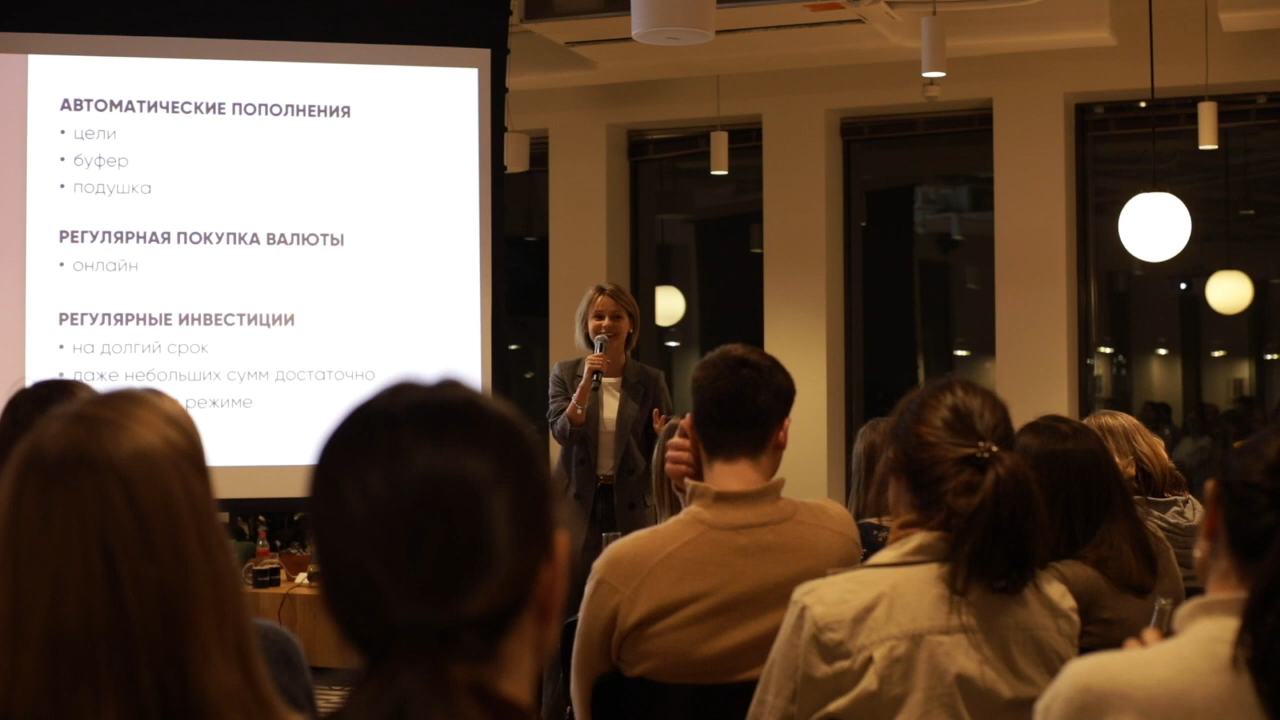 АВТОМАТИЧЕСКИЕ ПОПОЛНЕНИЯ
• цели
• буфер
• подушка
РЕГУЛЯРНАЯ ПОКУПКА ВАЛЮТЫ
• онлайн
РЕГУЛЯРНЫЕ ИНВЕСТИЦИИ
• на долгий срок
• даже небольших сумм достаточно
режиме